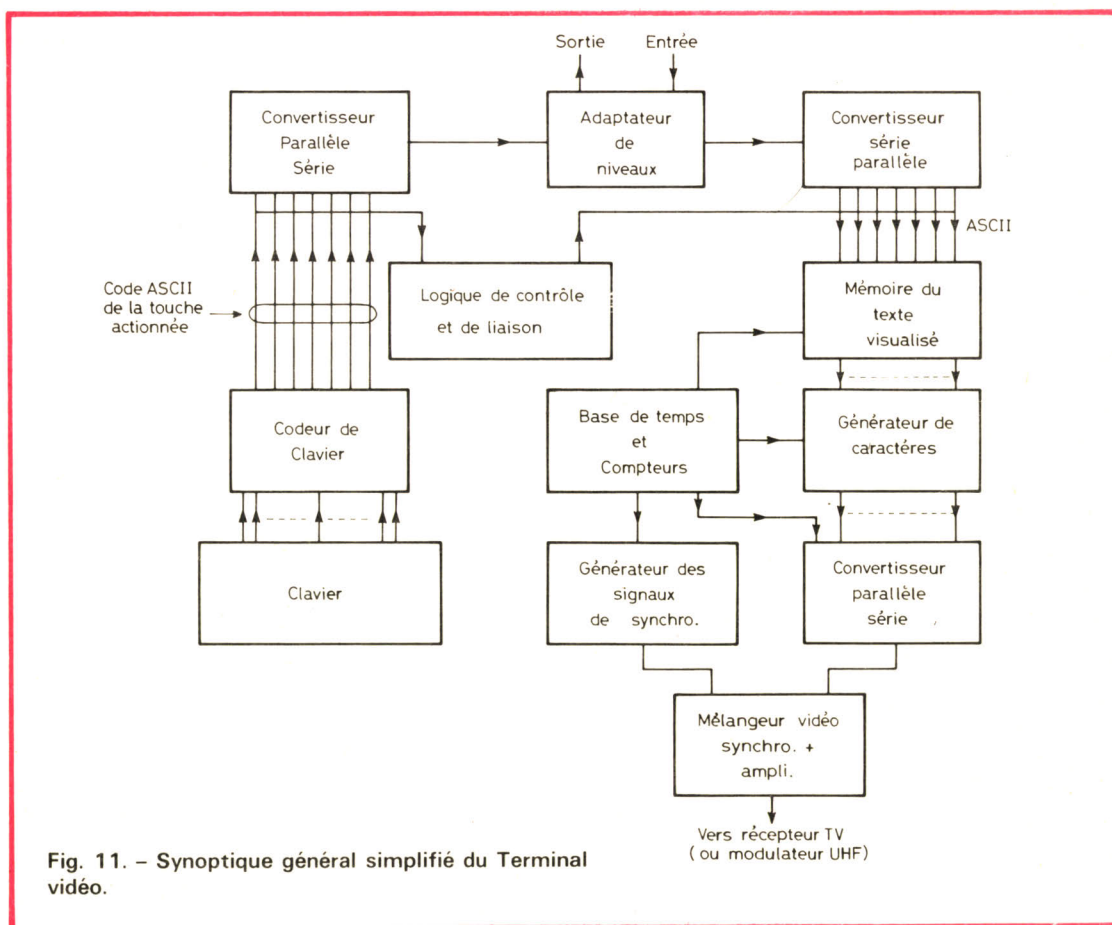 Sortie
Entrée
Convertisseur
Parallèle
Série
Adaptateur
de
niveaux
Convertisseur
série
parallèle
ASCII
Code ASCII
de la touche
actionnée
Logique de contrôle
et de liaison
Mémoire du
texte
visualisé
Codeur de
Clavier
Base de temps
et
Compteurs
Générateur de
caractéres
Clavier
Générateur des
signaux
de synchro.
Convertisseur
parallèle
série
Mélangeur vidéo
synchro. +
ampli.
Vers récepteur TV
( ou modulateur UHF)
Fig. 11. – Synoptique général simplifié du Terminal
vidéo.